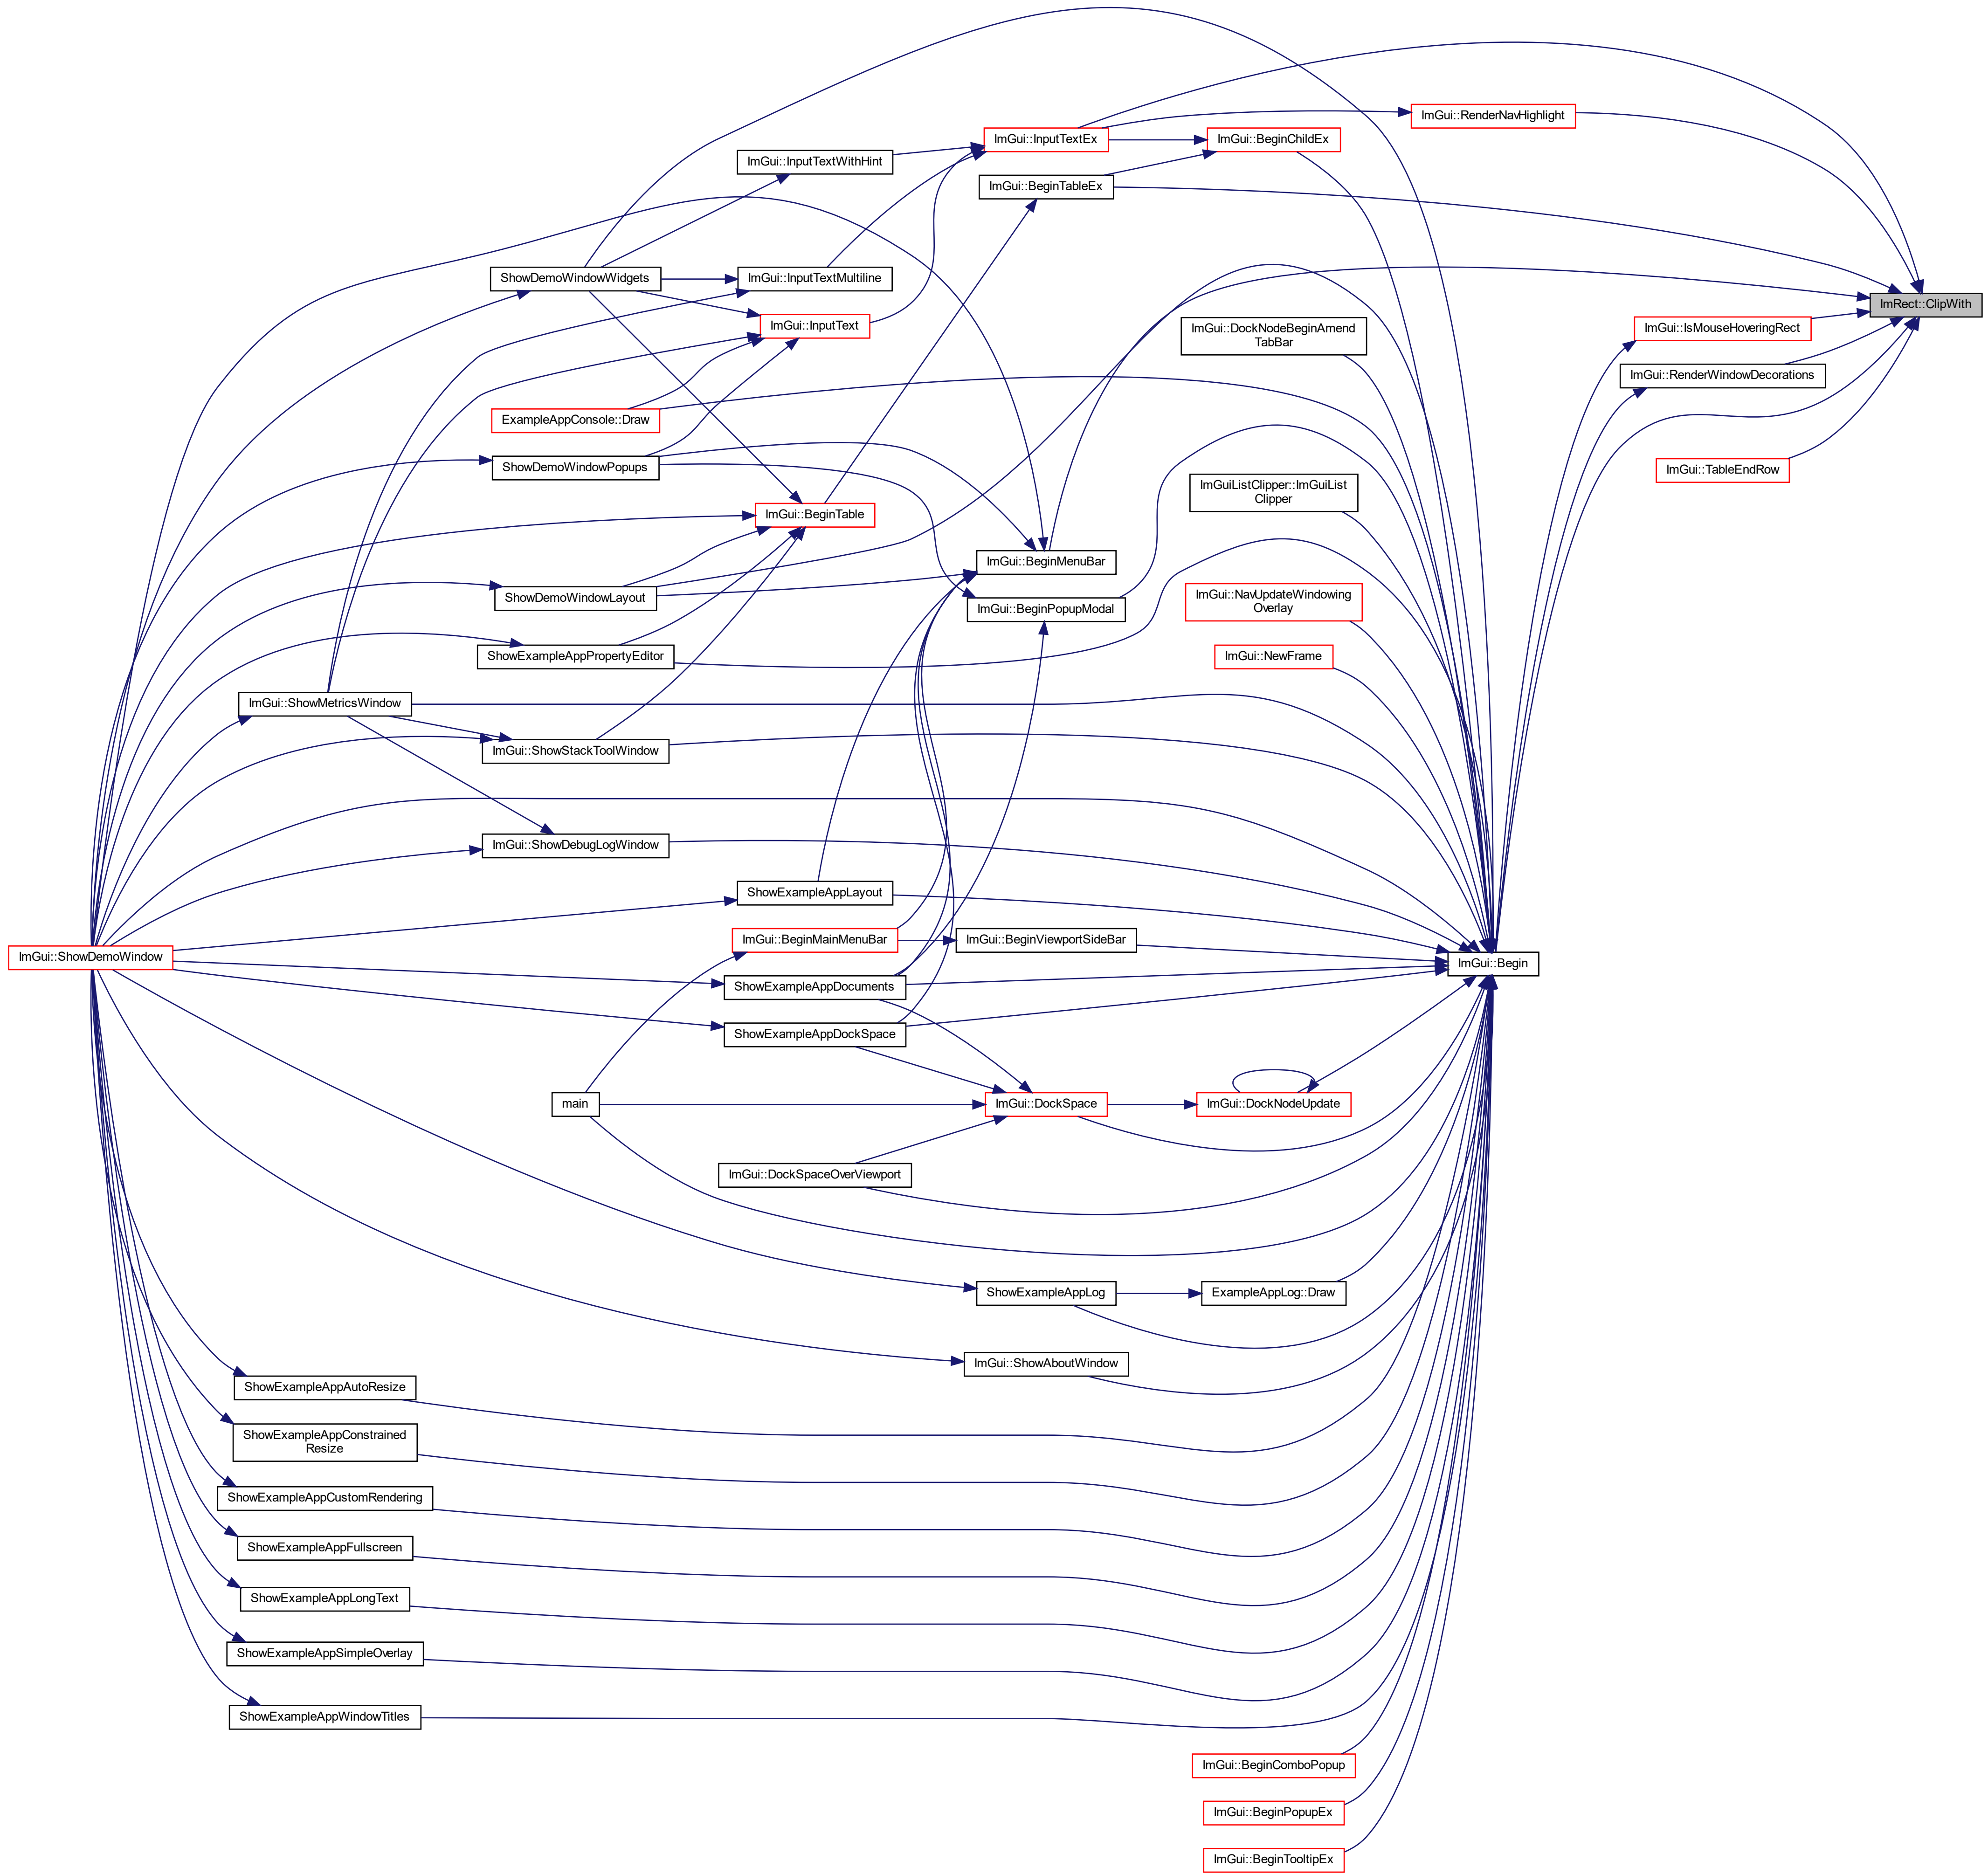 ImGui::RenderNavHighlight
ImGui::InputTextEx
ImGui::BeginChildEx
ImGui::InputTextWithHint
ImGui::BeginTableEx
ShowDemoWindowWidgets
ImGui::InputTextMultiline
ImRect::ClipWith
ImGui::InputText
ImGui::DockNodeBeginAmend
TabBar
ImGui::IsMouseHoveringRect
ImGui::RenderWindowDecorations
ExampleAppConsole::Draw
ShowDemoWindowPopups
ImGui::TableEndRow
ImGuiListClipper::ImGuiList
Clipper
ImGui::BeginTable
ImGui::BeginMenuBar
ShowDemoWindowLayout
ImGui::BeginPopupModal
ImGui::NavUpdateWindowing
Overlay
ShowExampleAppPropertyEditor
ImGui::NewFrame
ImGui::ShowMetricsWindow
ImGui::ShowStackToolWindow
ImGui::ShowDebugLogWindow
ShowExampleAppLayout
ImGui::BeginMainMenuBar
ImGui::BeginViewportSideBar
ImGui::ShowDemoWindow
ImGui::Begin
ShowExampleAppDocuments
ShowExampleAppDockSpace
main
ImGui::DockSpace
ImGui::DockNodeUpdate
ImGui::DockSpaceOverViewport
ShowExampleAppLog
ExampleAppLog::Draw
ImGui::ShowAboutWindow
ShowExampleAppAutoResize
ShowExampleAppConstrained
Resize
ShowExampleAppCustomRendering
ShowExampleAppFullscreen
ShowExampleAppLongText
ShowExampleAppSimpleOverlay
ShowExampleAppWindowTitles
ImGui::BeginComboPopup
ImGui::BeginPopupEx
ImGui::BeginTooltipEx